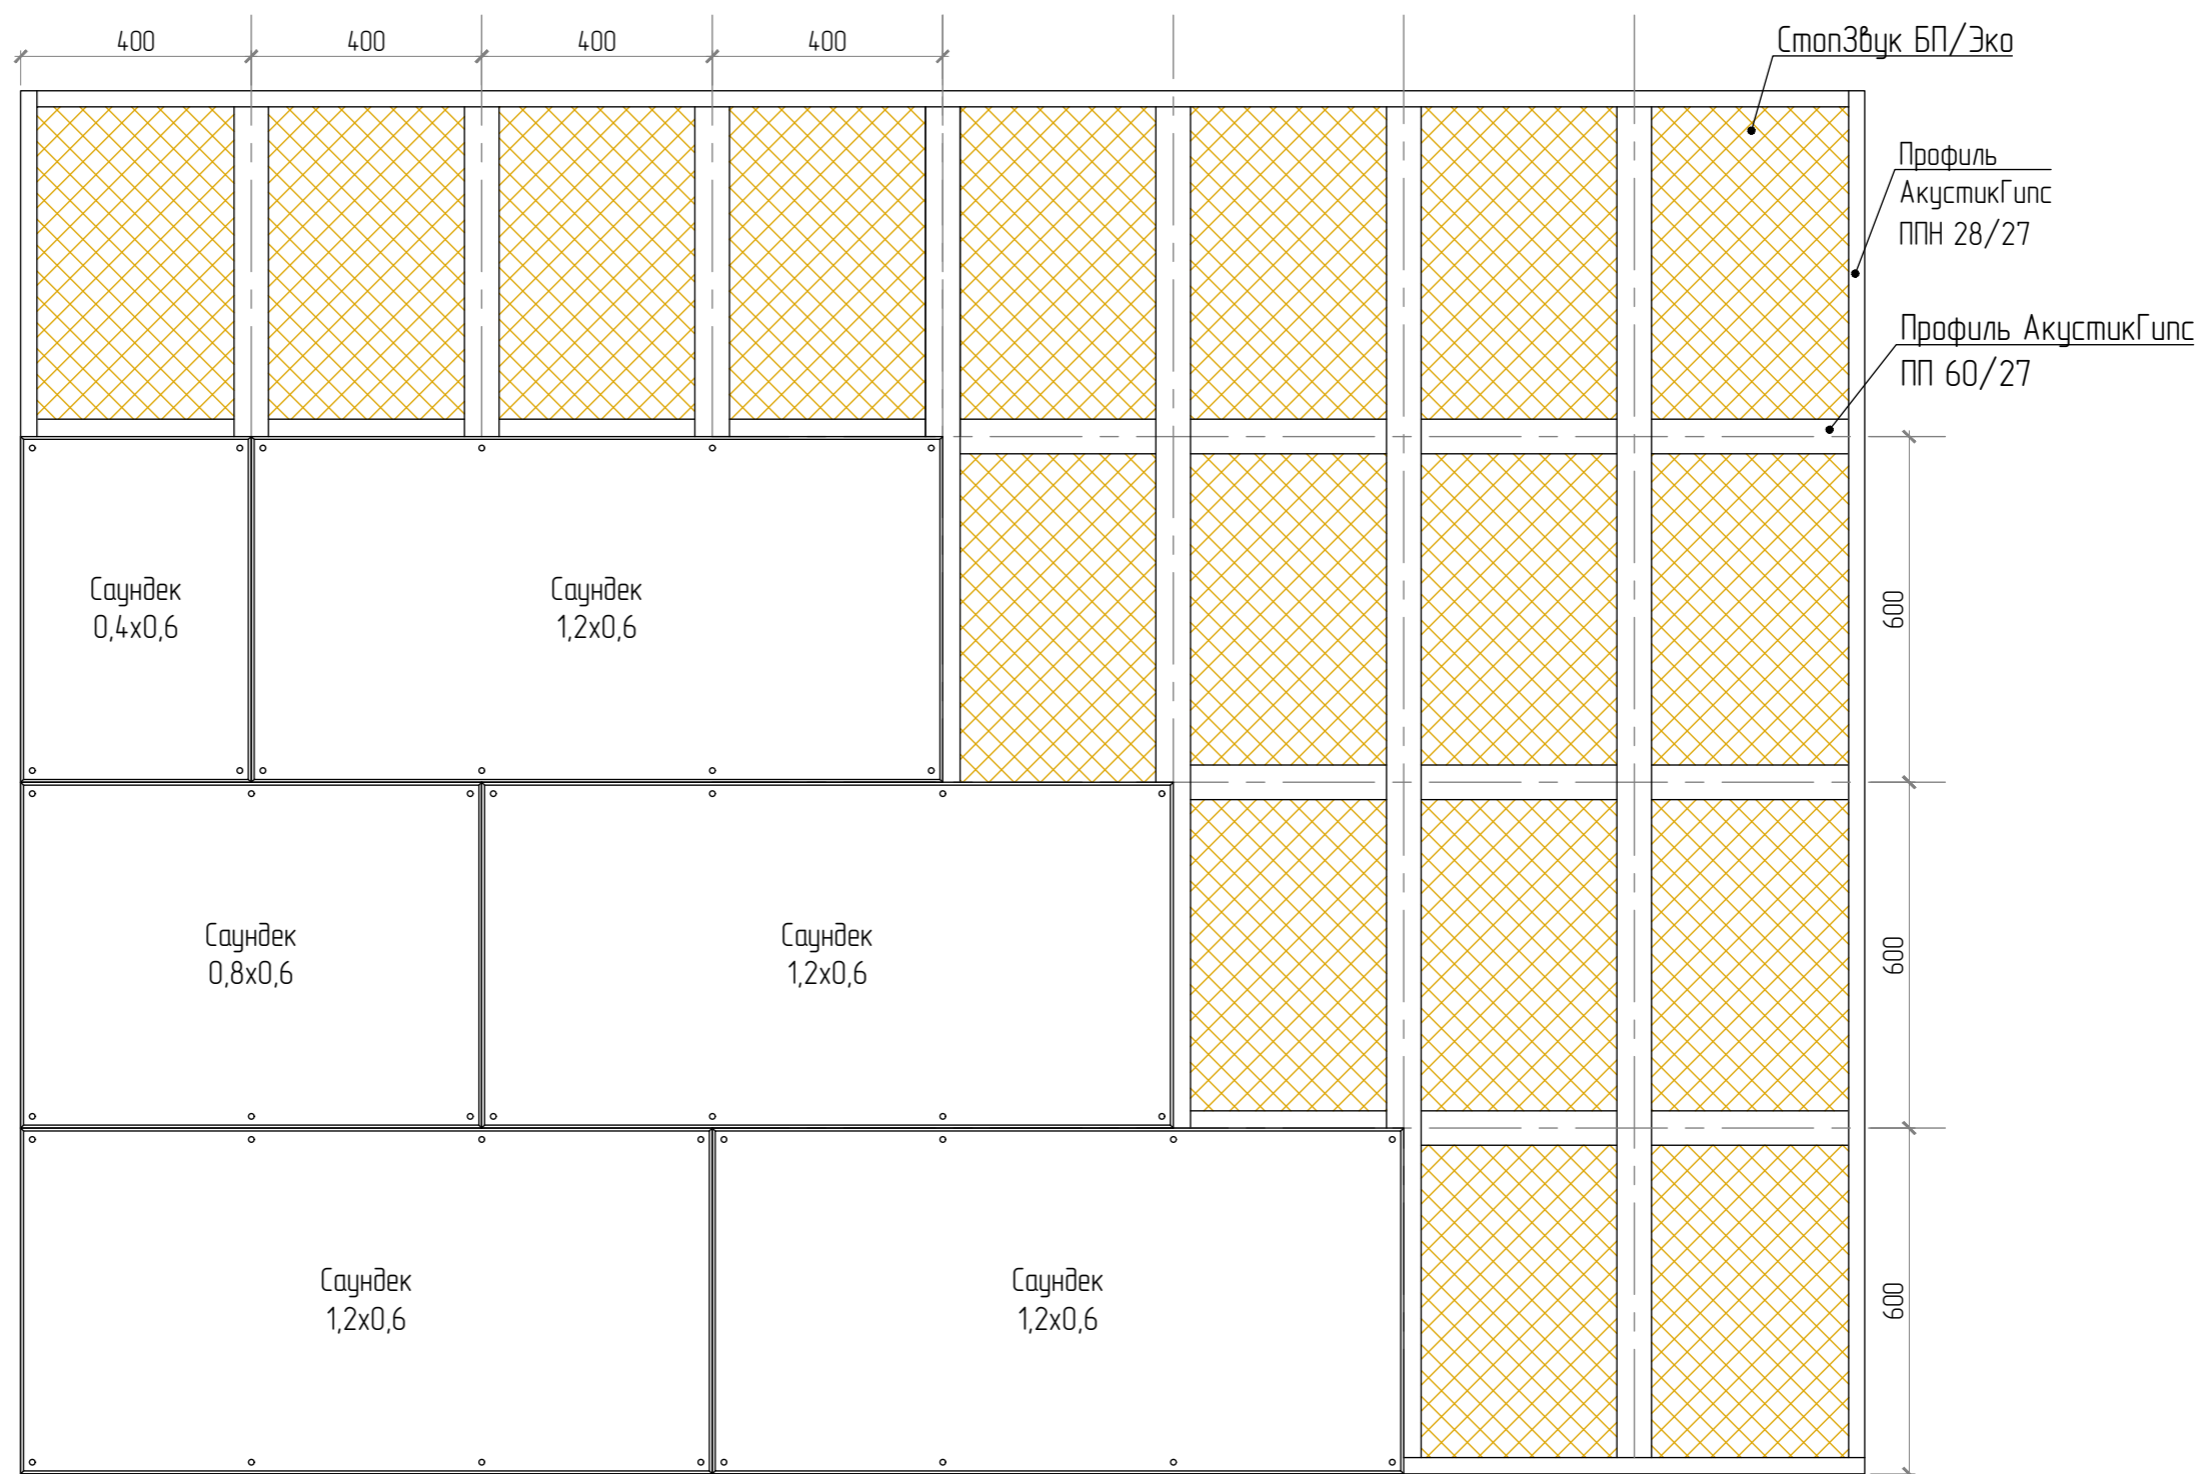 400 400 400 400
СтопЗвук БП/Эко
Профиль
АкустикГипс
ППН 28/27
Профиль АкустикГипс
ПП 60/27
Саундек
0,4х0,6
Саундек
1,2х0,6
600
Саундек
0,8х0,6
Саундек
1,2х0,6
600
Саундек
1,2х0,6
Саундек
1,2х0,6
600